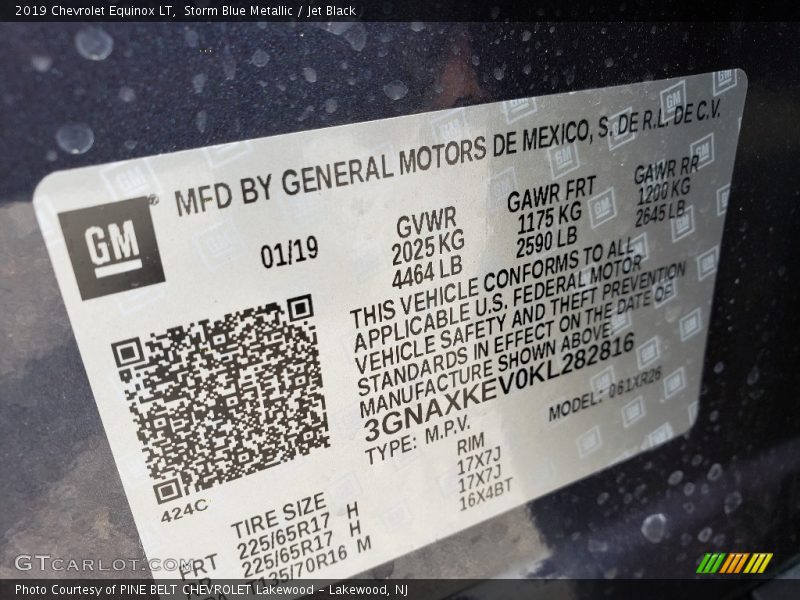 2019 Chevrolet Equinox LT, Storm Blue Metallic / Jet Black
MFD BY GENERAL MOTORS DE MEXICO, S. DE R.L. DE C.V.
GM ®
01/19
GVWR
2025 KG
4464 LB
GAWR FRT
1175 KG
2590 LB
GAWR RR
1200 KG
2645 LB
THIS VEHICLE CONFORMS TO ALL
APPLICABLE U.S. FEDERAL MOTOR
VEHICLE SAFETY AND THEFT PREVENTION
STANDARDS IN EFFECT ON THE DATE OF
MANUFACTURE SHOWN ABOVE
3GNAXKEV0KL282816
TYPE: M.P.V.
MODEL: 061XR26
424C
TIRE SIZE
RIM
FRT 225/65R17 H 17X7J
225/65R17 H 17X7J
135/70R16 M 16X4BT
GTCarlot.com
Photo Courtesy of PINE BELT CHEVROLET Lakewood - Lakewood, NJ